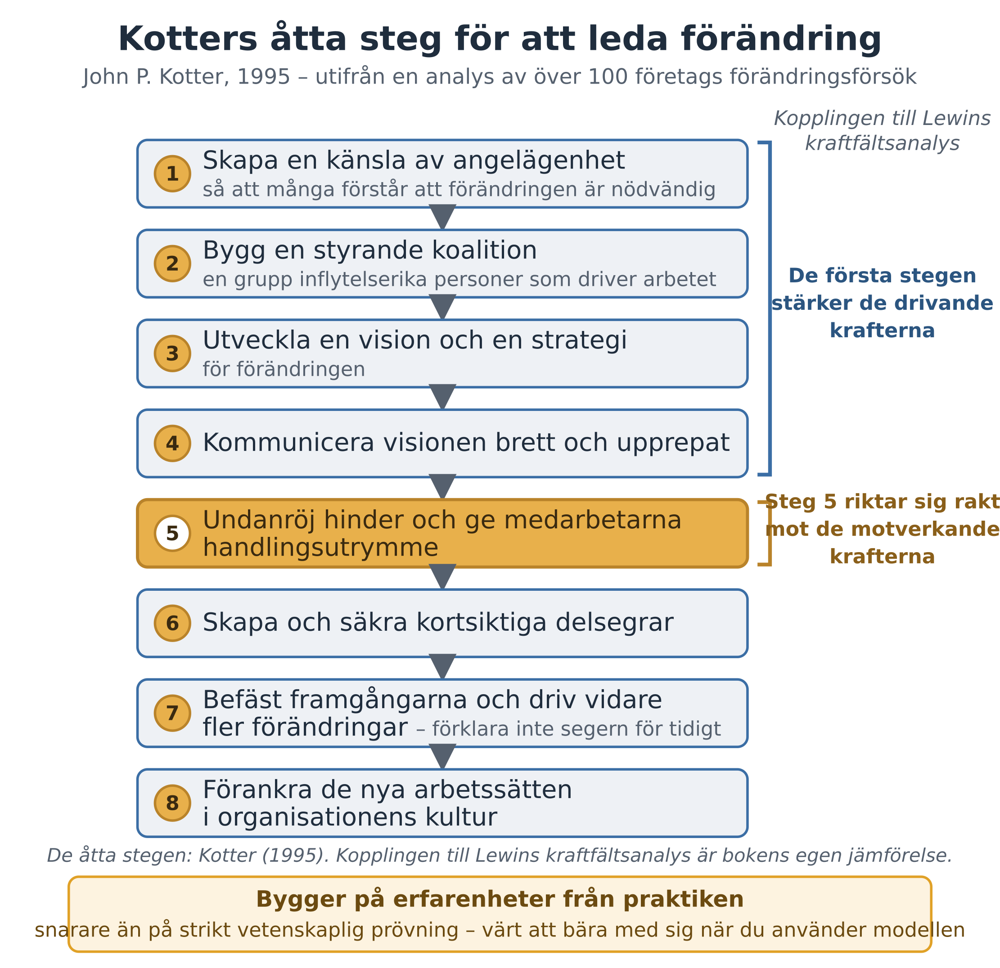 Kotters åtta steg för att leda förändring
John P. Kotter, 1995 – utifrån en analys av över 100 företags förändringsförsök
Kopplingen till Lewins
kraftfältsanalys
1
Skapa en känsla av angelägenhet
så att många förstår att förändringen är nödvändig
2
Bygg en styrande koalition
en grupp inflytelserika personer som driver arbetet
De första stegen
stärker de drivande
krafterna
3
Utveckla en vision och en strategi
för förändringen
4
Kommunicera visionen brett och upprepat
5
Undanröj hinder och ge medarbetarna
handlingsutrymme
Steg 5 riktar sig rakt
mot de motverkande
krafterna
6
Skapa och säkra kortsiktiga delsegrar
7
Befäst framgångarna och driv vidare
fler förändringar – förklara inte segern för tidigt
8
Förankra de nya arbetssätten
i organisationens kultur
De åtta stegen: Kotter (1995). Kopplingen till Lewins kraftfältsanalys är bokens egen jämförelse.
Bygger på erfarenheter från praktiken
snarare än på strikt vetenskaplig prövning – värt att bära med sig när du använder modellen